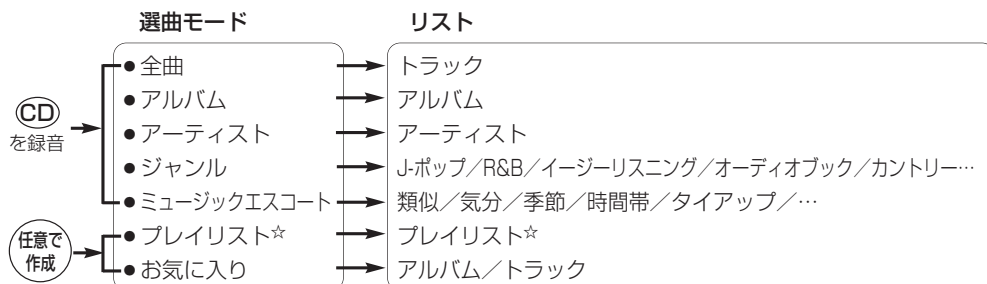 選曲モード リスト
● 全曲 トラック
● アルバム アルバム
CD
を録音
● アーティスト アーティスト
● ジャンル J-ポップ／R&B／イージーリスニング／オーディオブック／カントリー…
● ミュージックエスコート 類似／気分／季節／時間帯／タイアップ／…
任意で
作成
● プレイリスト☆ プレイリスト☆
● お気に入り アルバム／トラック